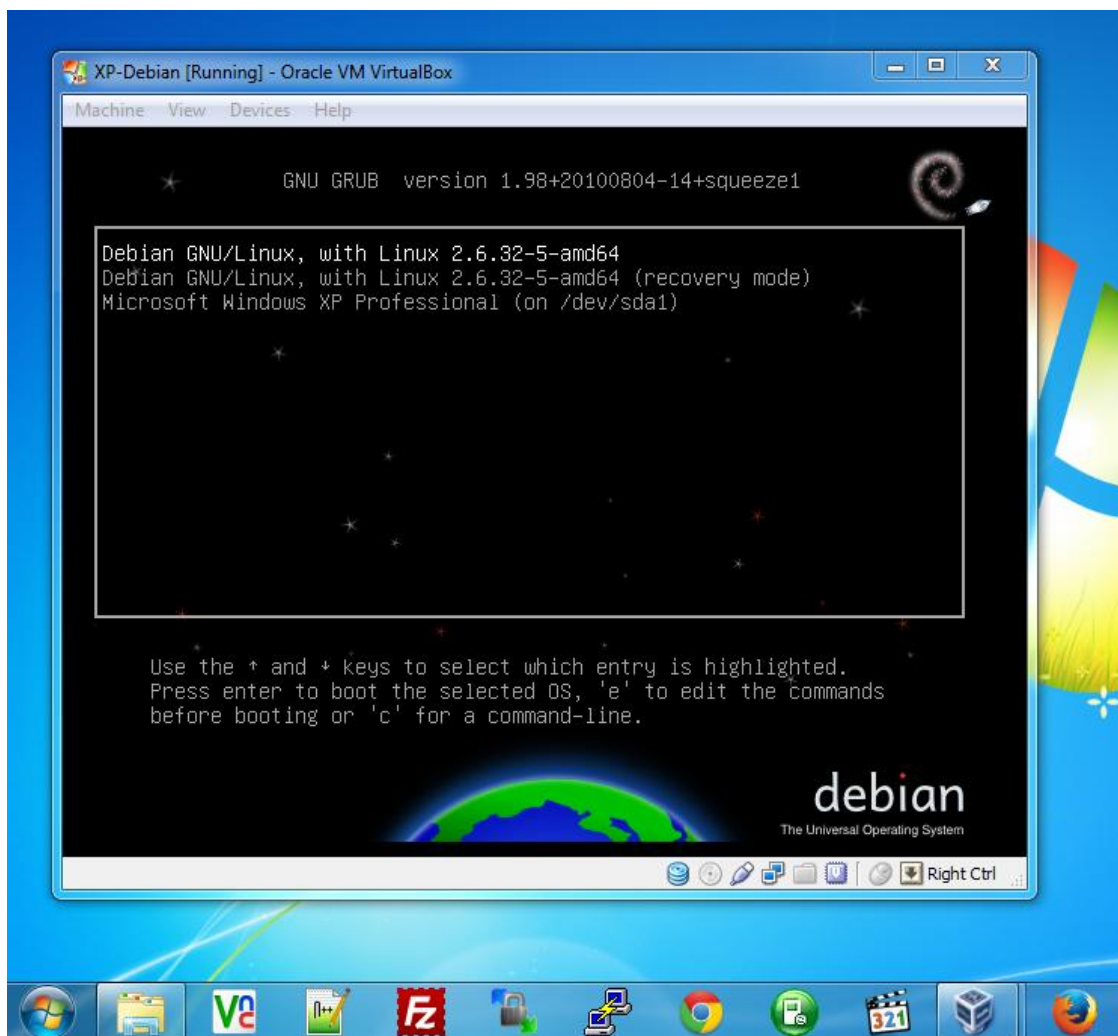 XP-Debian [Running] - Oracle VM VirtualBox
Machine View Devices Help
GNU GRUB version 1.98+20100804-14+squeeze1
Debian GNU/Linux, with Linux 2.6.32-5-amd64
Debian GNU/Linux, with Linux 2.6.32-5-amd64 (recovery mode)
Microsoft Windows XP Professional (on /dev/sda1)
Use the ↑ and ↓ keys to select which entry is highlighted.
Press enter to boot the selected OS, 'e' to edit the commands
before booting or 'c' for a command-line.
debian
The Universal Operating System
Right Ctrl
VNC
n++
Fz
321